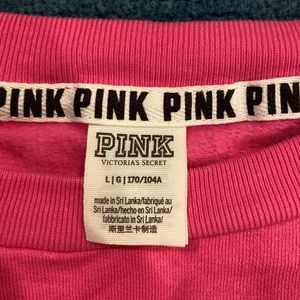 PINK PINK PINK PIN
PINK
VICTORIA'S SECRET
L | G | 170/104A
made in Sri Lanka/fabriqué au
Sri Lanka/hecho en Sri Lanka/
fabbricato in Sri Lanka/
斯里兰卡制造